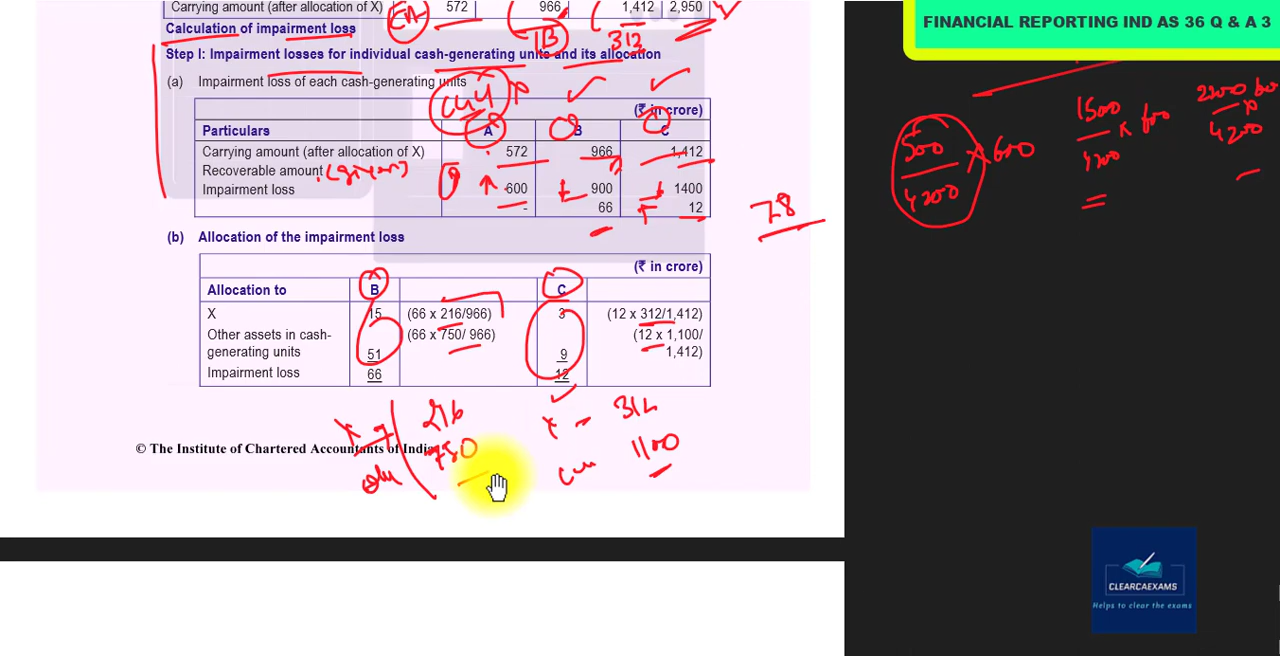 Carrying amount (after allocation of X) 572 966 1,412 2,950
FINANCIAL REPORTING IND AS 36 Q & A 3
Calculation of impairment loss
1B
312
Step I: Impairment losses for individual cash-generating units and its allocation
(a) Impairment loss of each cash-generating units
(₹ in crore)
Particulars A B C
Carrying amount (after allocation of X) 572 966 1,412
Recoverable amount (given)
Impairment loss 600 900 1400
- 66 12
78
500/4200 x 600
1500/4200 x 600
2200
4200
(b) Allocation of the impairment loss
(₹ in crore)
Allocation to B C
X 15 (66 x 216/966) 3 (12 x 312/1,412)
Other assets in cash- (66 x 750/ 966) (12 x 1,100/
generating units 51 9 1,412)
Impairment loss 66 12
216
x - 312
© The Institute of Chartered Accountants of India
750
1100
CLEARCAEXAMS
Helps to clear the exams